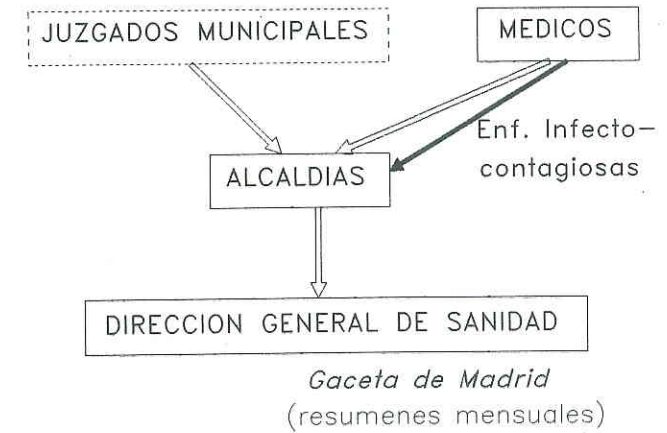 JUZGADOS MUNICIPALES
MEDICOS
Enf. Infecto-
contagiosas
ALCALDIAS
DIRECCION GENERAL DE SANIDAD
Gaceta de Madrid
(resumenes mensuales)